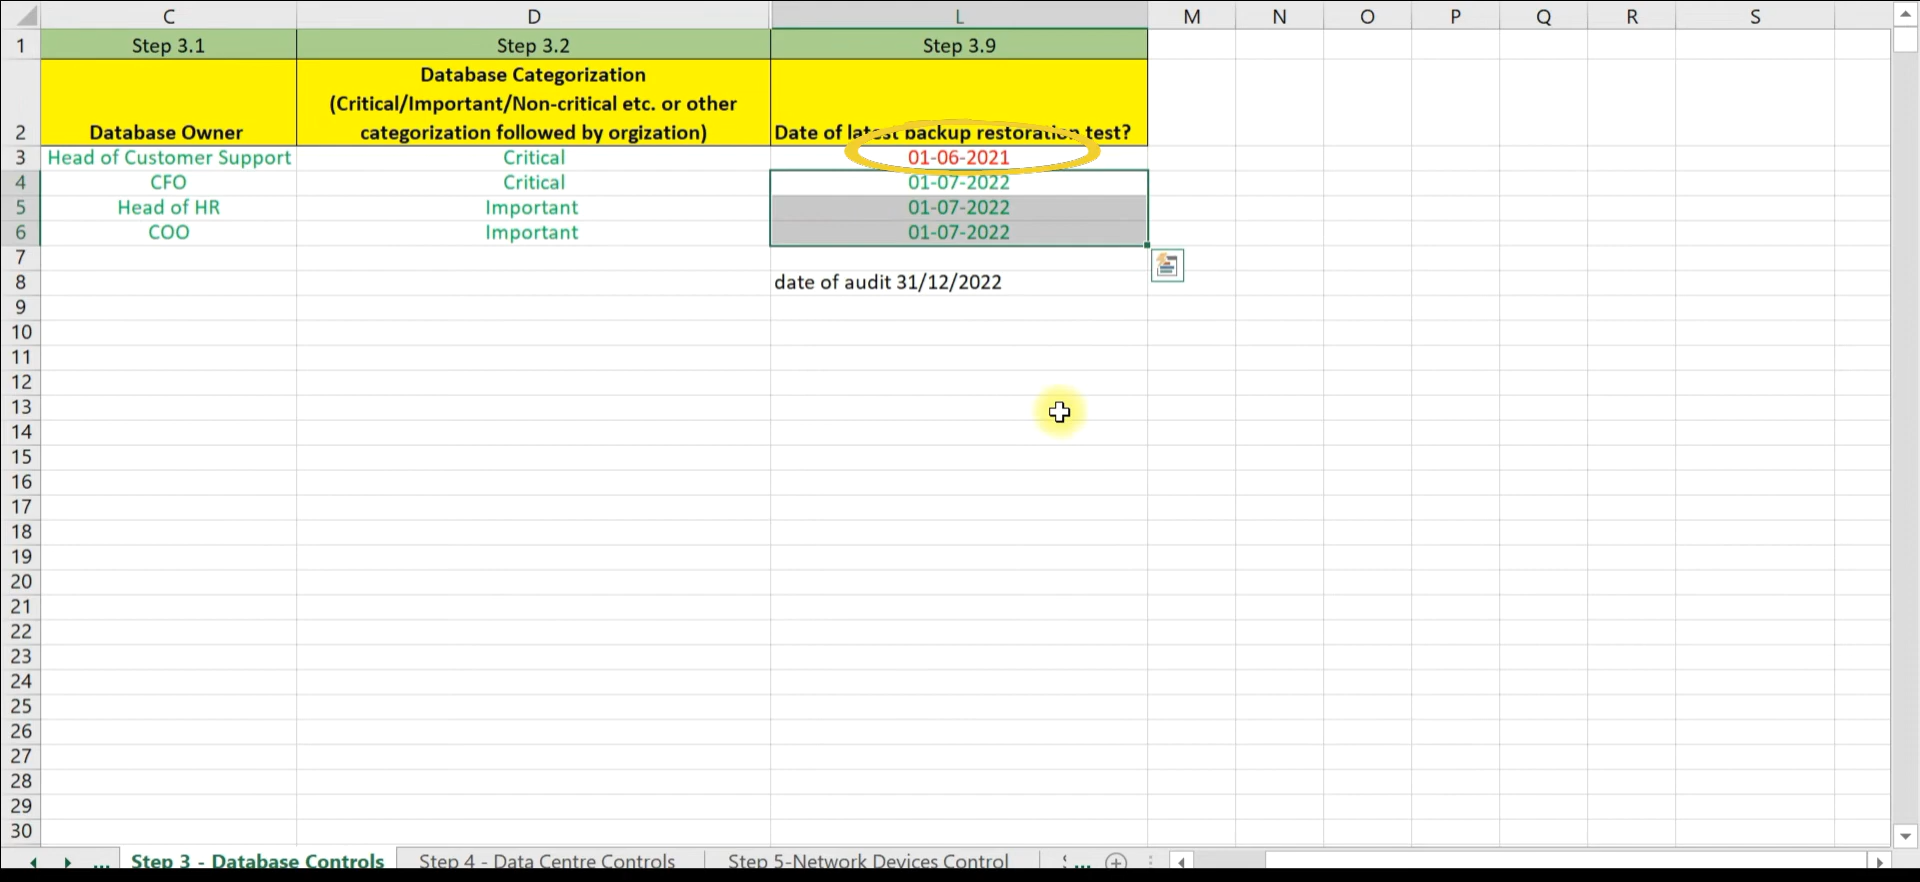 C D L M N O P Q R S
1 Step 3.1 Step 3.2 Step 3.9
Database Categorization
(Critical/Important/Non-critical etc. or other
2 Database Owner categorization followed by orgization) Date of latest backup restoration test?
3 Head of Customer Support Critical 01-06-2021
4 CFO Critical 01-07-2022
5 Head of HR Important 01-07-2022
6 COO Important 01-07-2022
7
8 date of audit 31/12/2022
9
10
11
12
13
14
15
16
17
18
19
20
21
22
23
24
25
26
27
28
29
30
... Step 3 - Database Controls Step 4 - Data Centre Controls Step 5-Network Devices Control ...